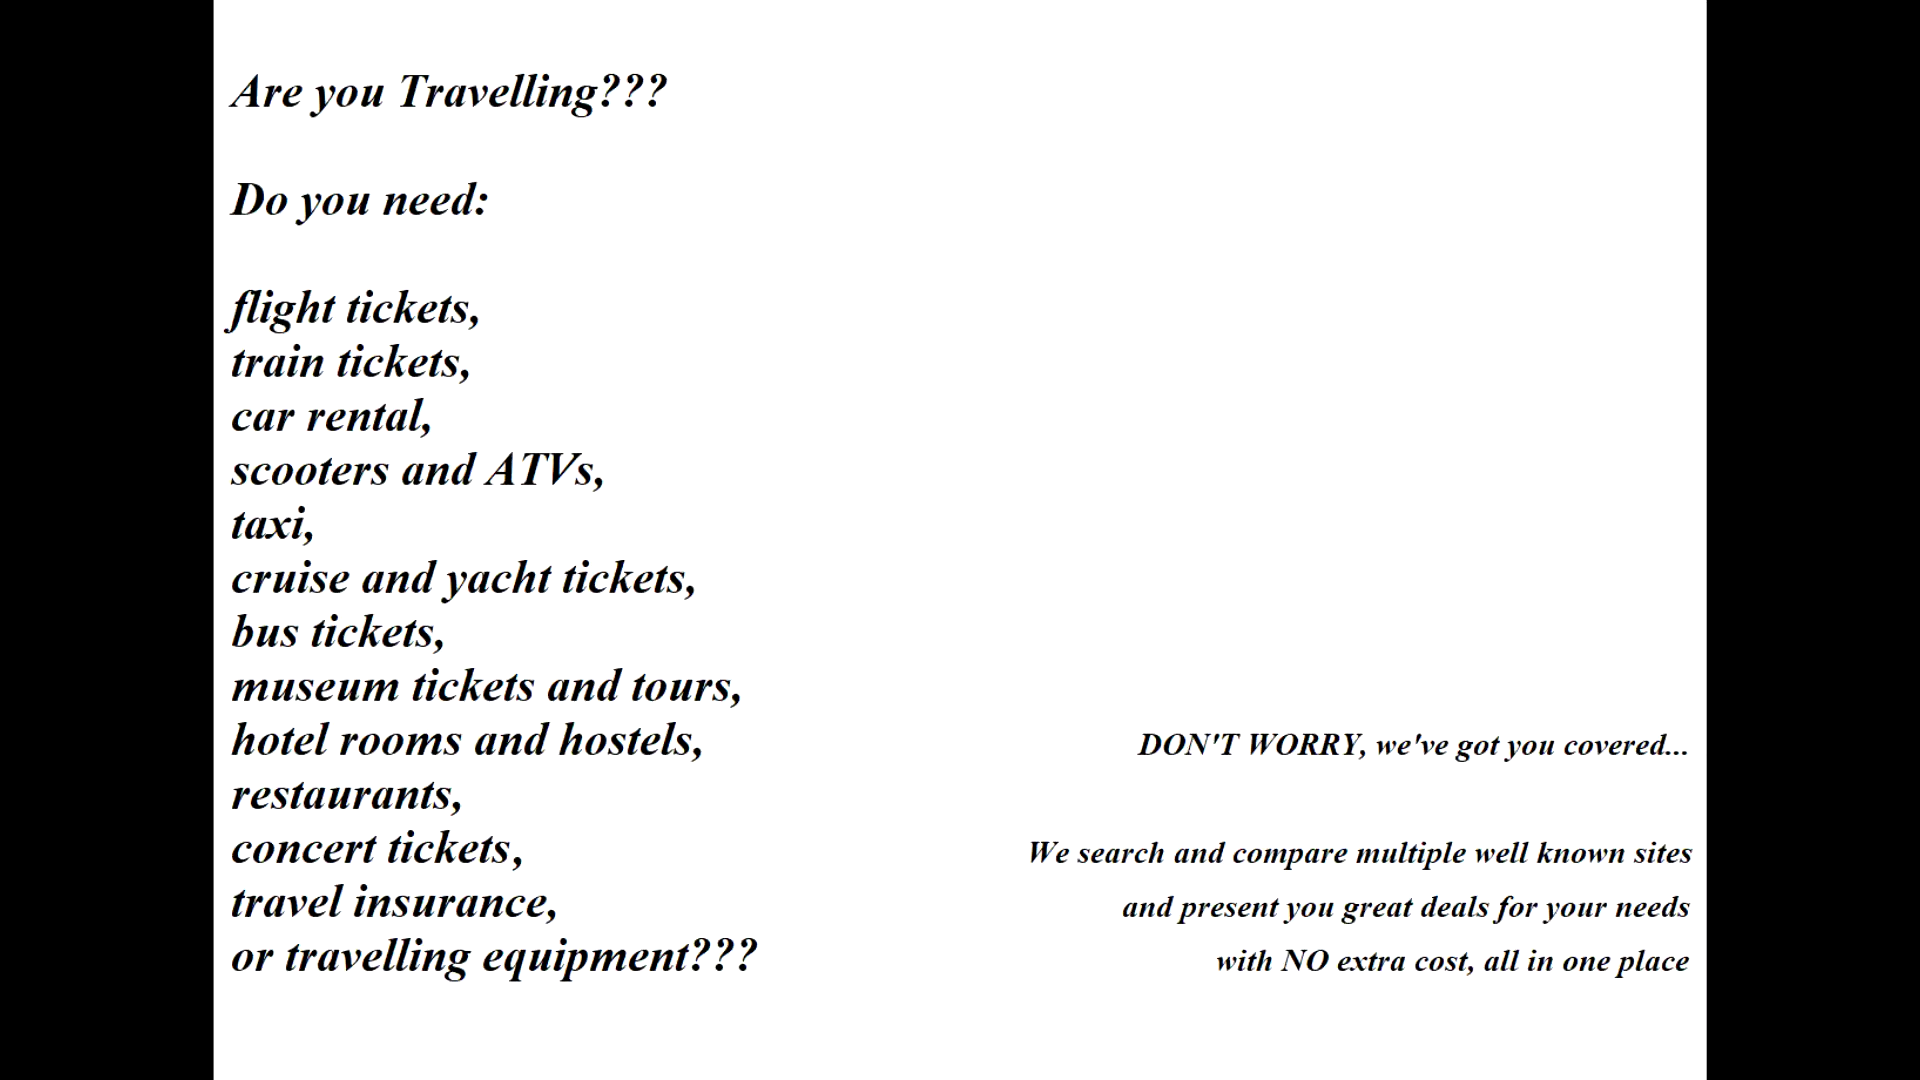 Are you Travelling???
Do you need:
flight tickets,
train tickets,
car rental,
scooters and ATVs,
taxi,
cruise and yacht tickets,
bus tickets,
museum tickets and tours,
hotel rooms and hostels,
restaurants,
concert tickets,
travel insurance,
or travelling equipment???
DON'T WORRY, we've got you covered...
We search and compare multiple well known sites
and present you great deals for your needs
with NO extra cost, all in one place